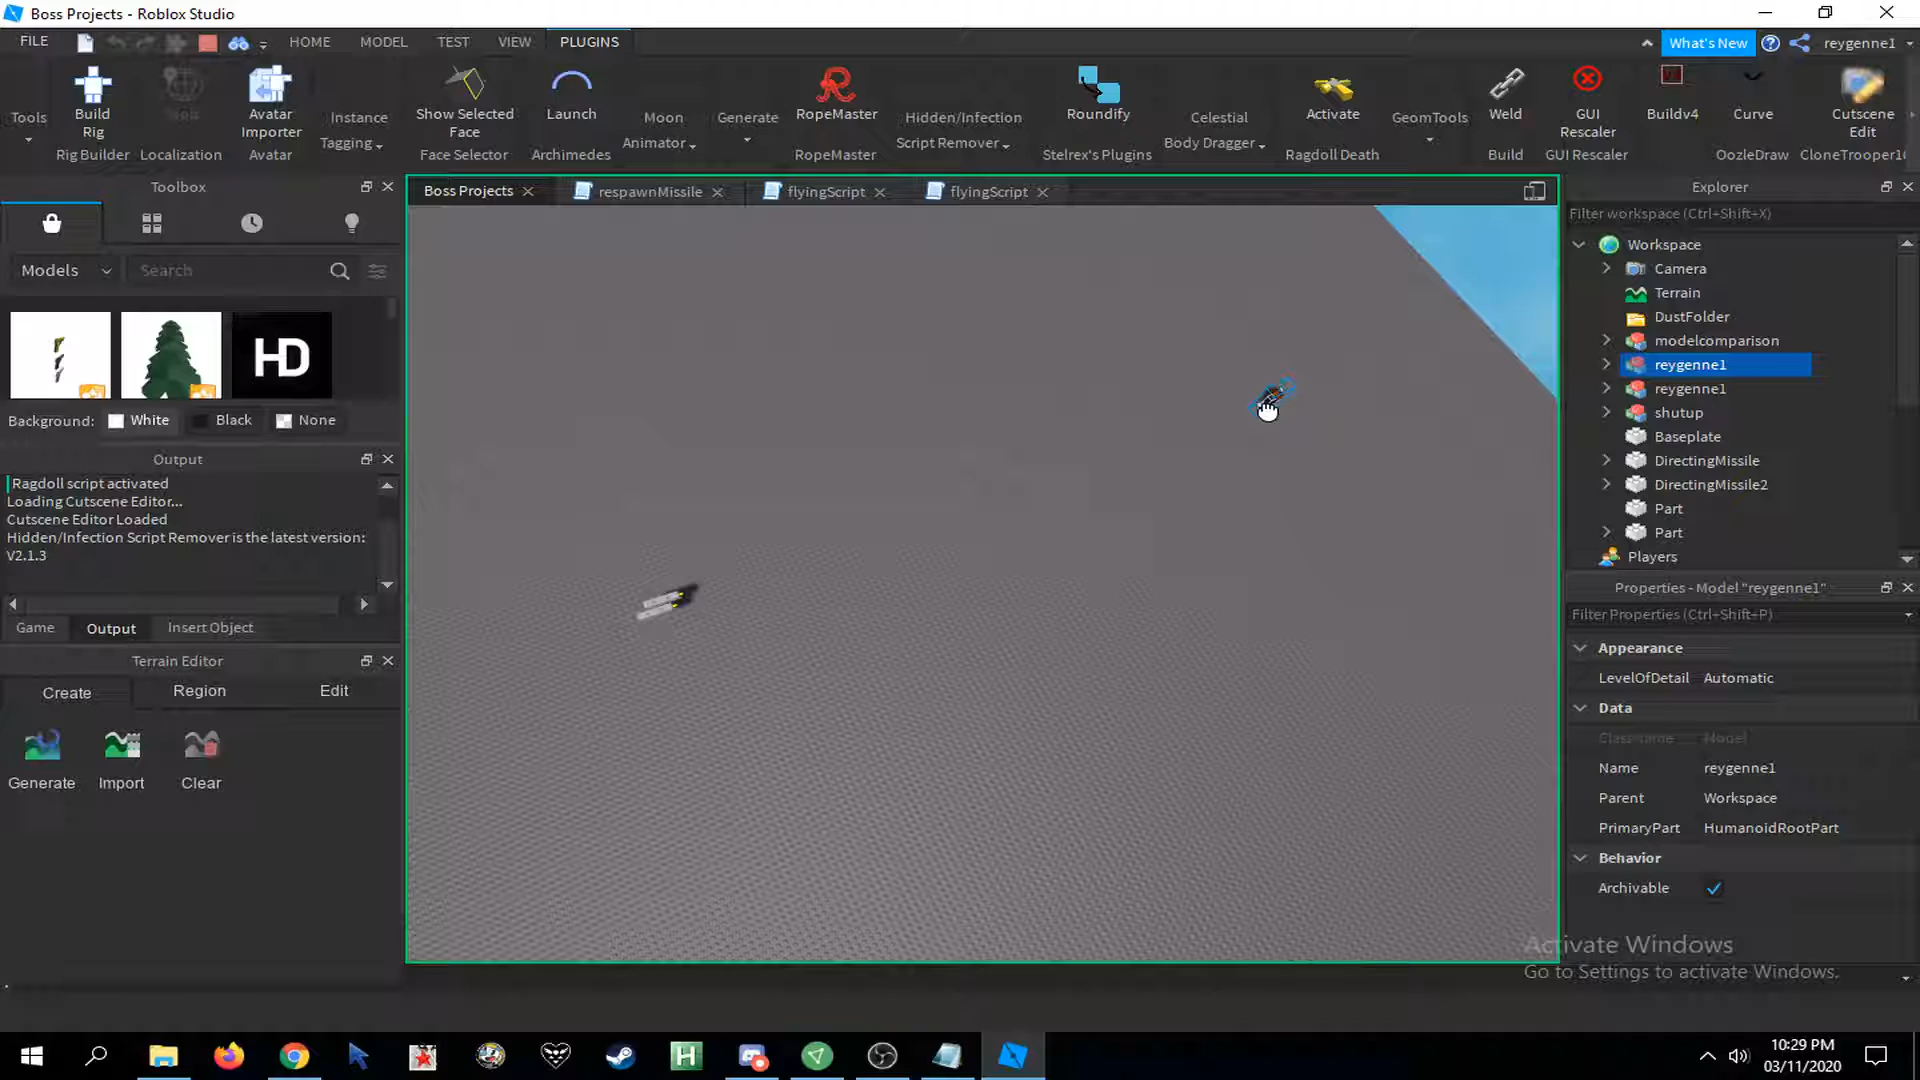 Boss Projects - Roblox Studio
FILE
HOME
MODEL
TEST
VIEW
PLUGINS
What's New
reygenne1
Tools
Build
Rig
Rig Builder
Localization
Avatar
Importer
Avatar
Instance
Tagging
Show Selected
Face
Face Selector
Launch
Archimedes
Moon
Animator
Generate
RopeMaster
RopeMaster
Hidden/Infection
Script Remover
Roundify
Stelrex's Plugins
Celestial
Body Dragger
Activate
Ragdoll Death
GeomTools
Weld
Build
GUI
Rescaler
GUI Rescaler
Buildv4
Curve
OozleDraw
Cutscene
Edit
CloneTrooper10
Toolbox
Models
Search
HD
Background:
White
Black
None
Output
Ragdoll script activated
Loading Cutscene Editor...
Cutscene Editor Loaded
Hidden/Infection Script Remover is the latest version:
V2.1.3
Game
Output
Insert Object
Terrain Editor
Create
Region
Edit
Generate
Import
Clear
Boss Projects
respawnMissile
flyingScript
flyingScript
Explorer
Filter workspace (Ctrl+Shift+X)
Workspace
Camera
Terrain
DustFolder
modelcomparison
reygenne1
reygenne1
shutup
Baseplate
DirectingMissile
DirectingMissile2
Part
Part
Players
Properties - Model "reygenne1"
Filter Properties (Ctrl+Shift+P)
Appearance
LevelOfDetail Automatic
Data
ClassName Model
Name reygenne1
Parent Workspace
PrimaryPart HumanoidRootPart
Behavior
Archivable
Activate Windows
Go to Settings to activate Windows.
10:29 PM
03/11/2020